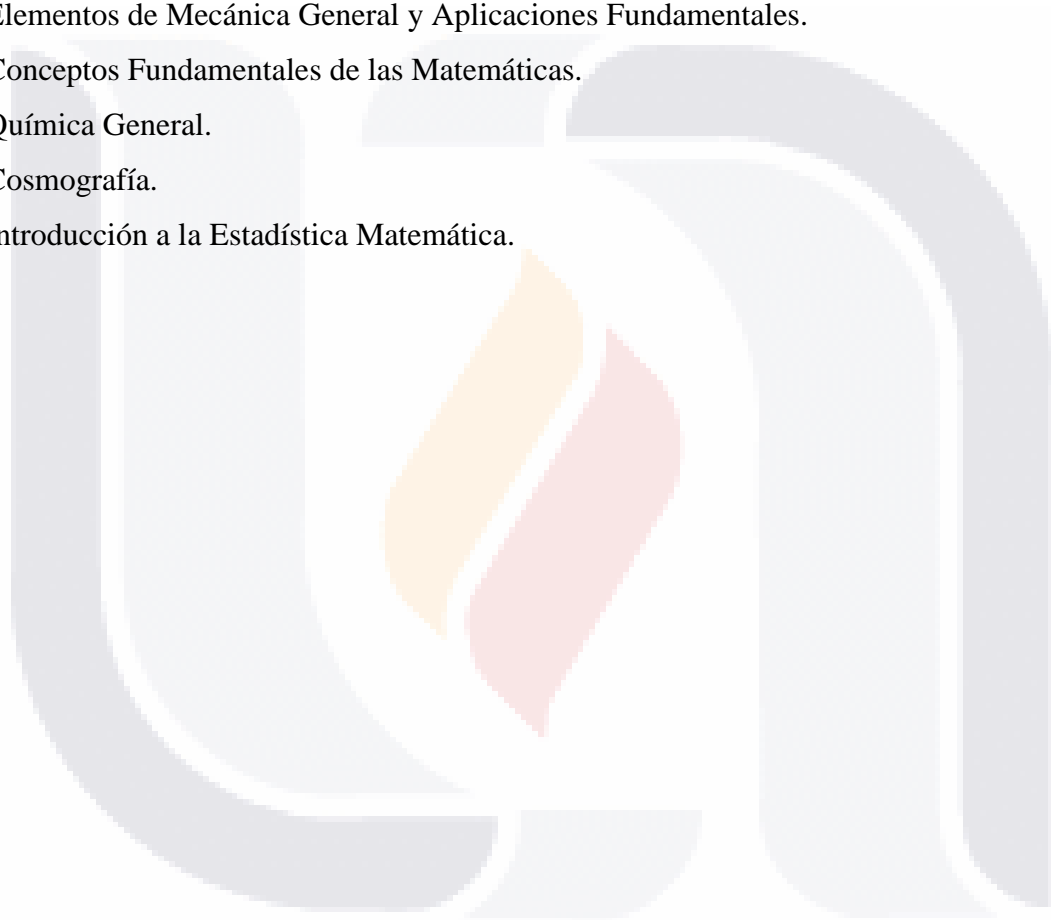 Elementos de Mecánica General y Aplicaciones Fundamentales.
Conceptos Fundamentales de las Matemáticas.
Química General.
Cosmografía.
Introducción a la Estadística Matemática.